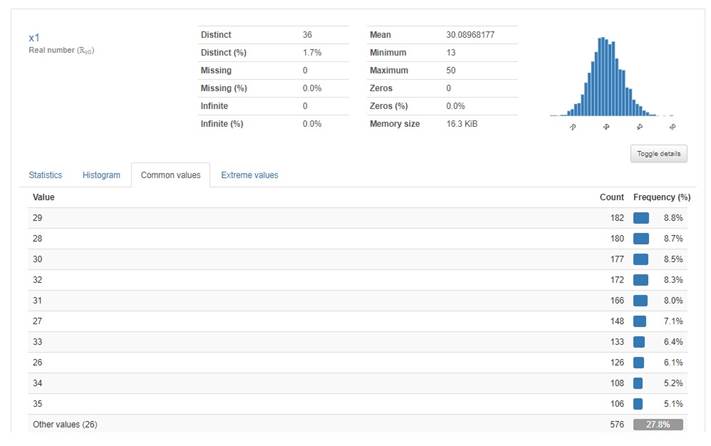 x1
Real number (ℝ≥0)
Distinct 36
Distinct (%) 1.7%
Missing 0
Missing (%) 0.0%
Infinite 0
Infinite (%) 0.0%
Mean 30.08968177
Minimum 13
Maximum 50
Zeros 0
Zeros (%) 0.0%
Memory size 16.3 KiB
20 30 40 50
Toggle details
Statistics Histogram Common values Extreme values
Value Count Frequency (%)
29 182 8.8%
28 180 8.7%
30 177 8.5%
32 172 8.3%
31 166 8.0%
27 148 7.1%
33 133 6.4%
26 126 6.1%
34 108 5.2%
35 106 5.1%
Other values (26) 576 27.8%